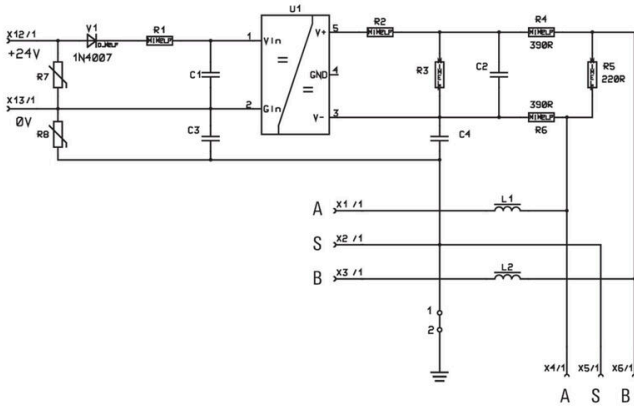 U1
X12/1 V1 R1 1 VIn V+ 5 R2 R4
+24V 1N4007 390R
R7 C1 GND 4 R3 C2 R5
220R
X13/1 2 GIn V- 3 390R
0V R6
R8 C3 C4
A X1/1 L1
S X2/1
B X3/1 L2
1
2
X4/1 X5/1 X6/1
A S B